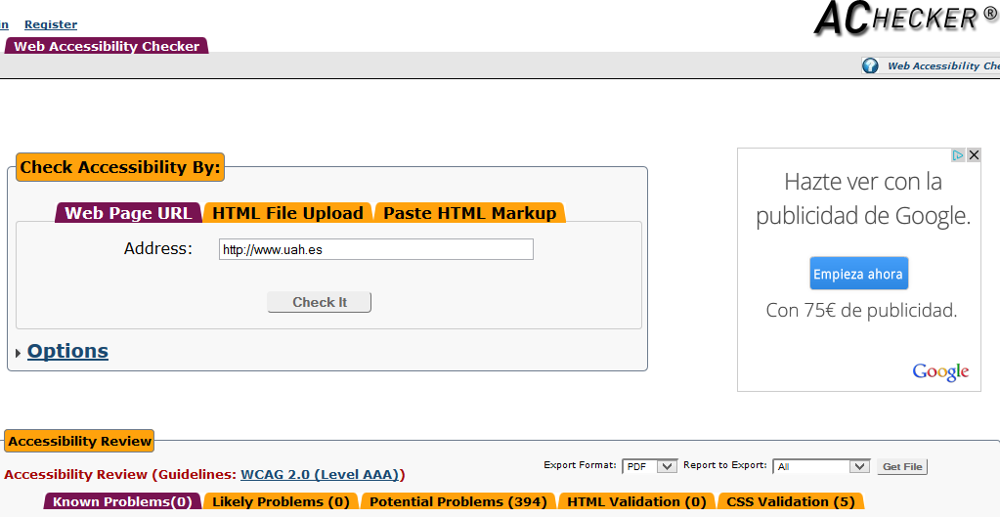 ACHECKER ®
Register
Web Accessibility Checker
Web Accessibility
Check Accessibility By:
Web Page URL HTML File Upload Paste HTML Markup
Address: http://www.uah.es
Check It
Options
Hazte ver con la
publicidad de Google.
Empieza ahora
Con 75€ de publicidad.
Google
Accessibility Review
Export Format: PDF Report to Export: All Get File
Accessibility Review (Guidelines: WCAG 2.0 (Level AAA))
Known Problems(0) Likely Problems (0) Potential Problems (394) HTML Validation (0) CSS Validation (5)